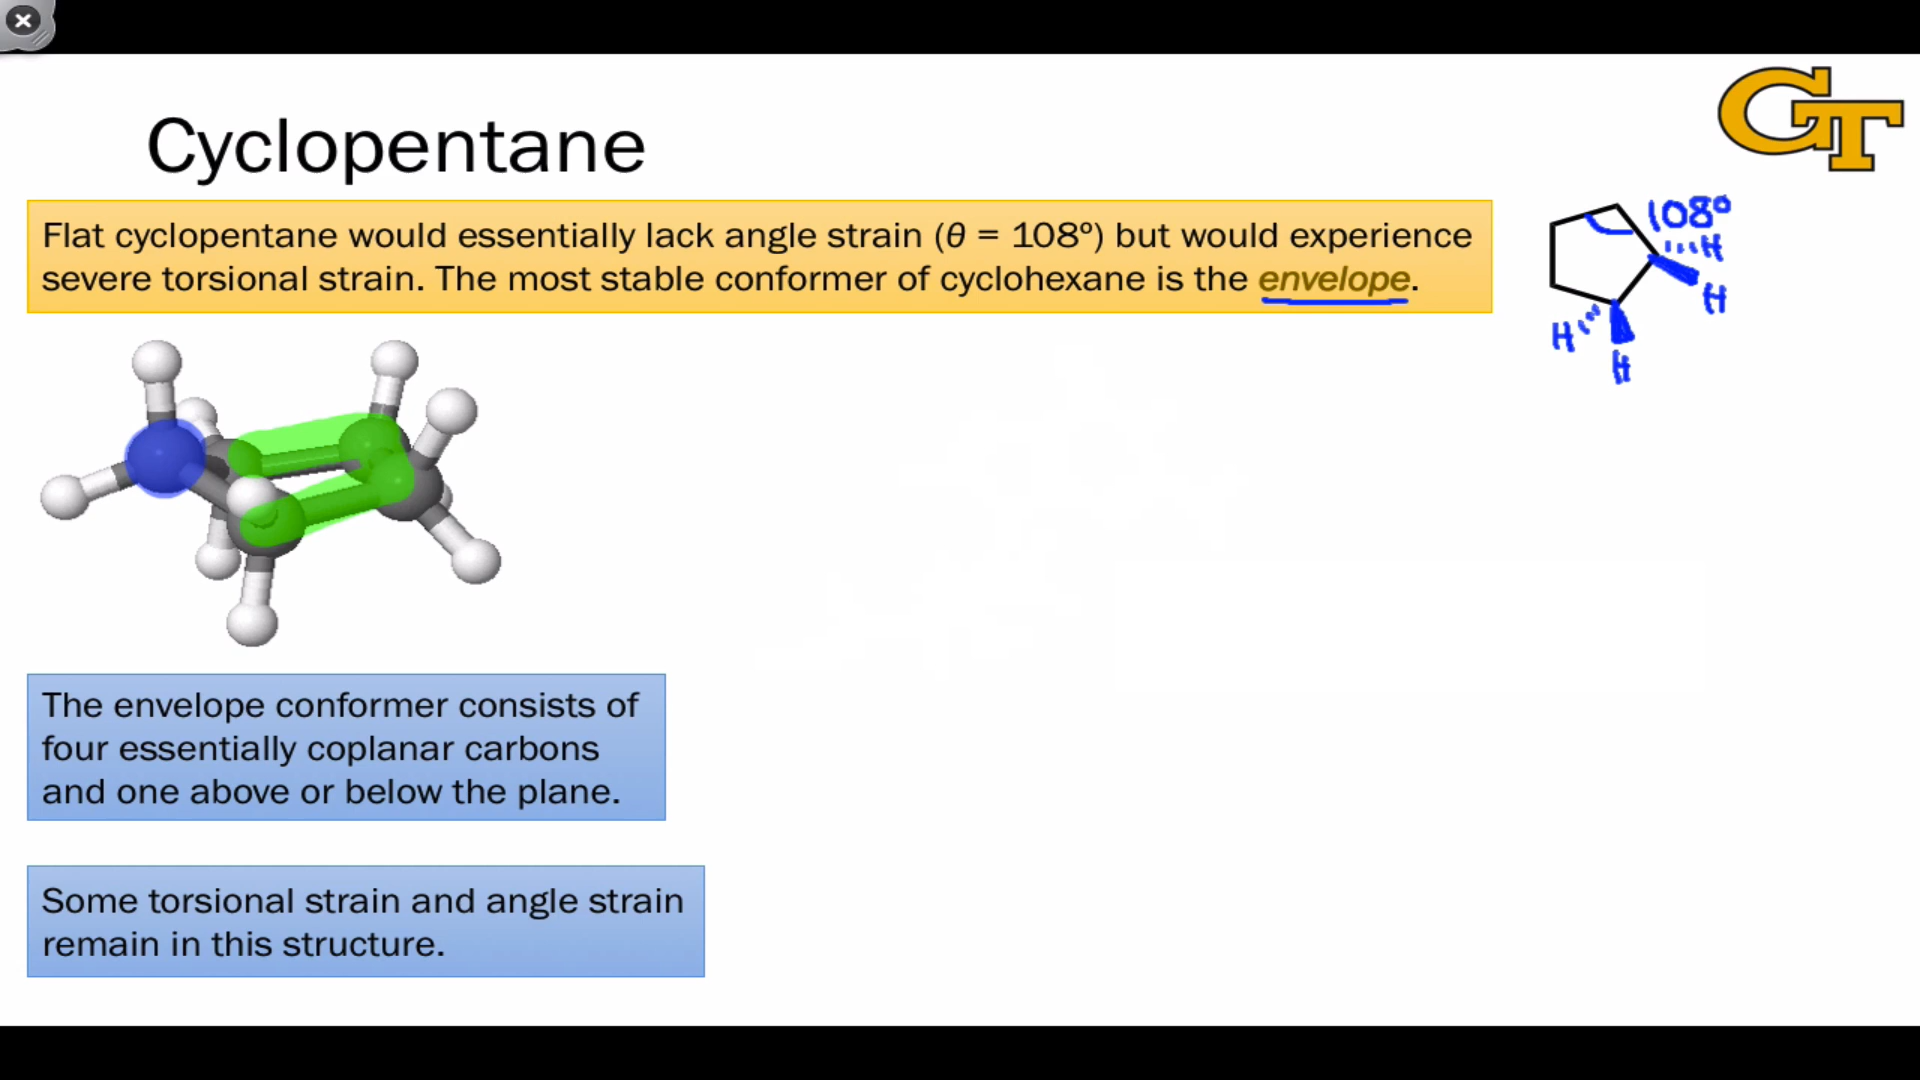 GT
Cyclopentane
Flat cyclopentane would essentially lack angle strain (θ = 108º) but would experience
severe torsional strain. The most stable conformer of cyclohexane is the envelope.
108°
H
H
H
H
The envelope conformer consists of
four essentially coplanar carbons
and one above or below the plane.
Some torsional strain and angle strain
remain in this structure.